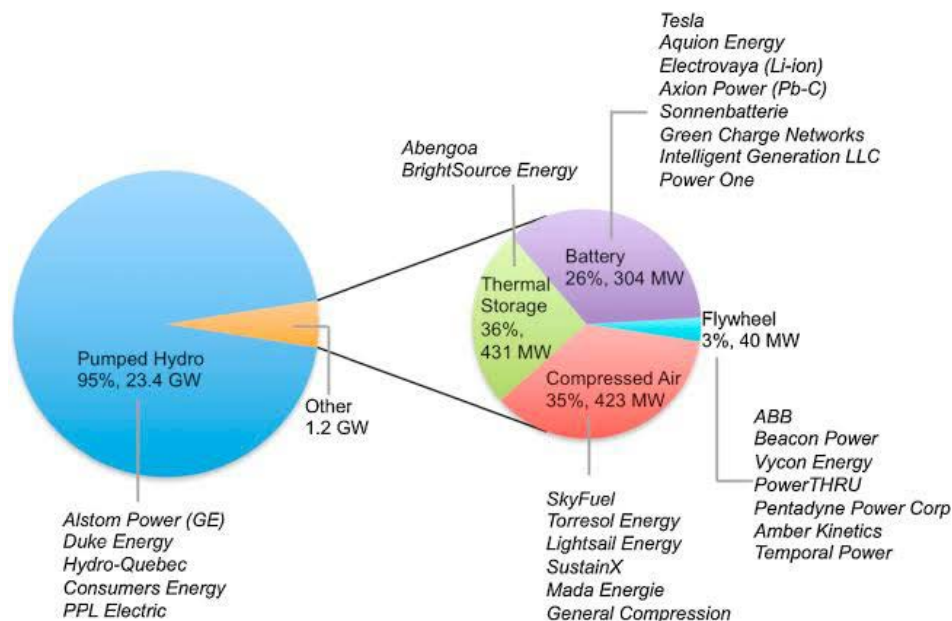 Tesla
Aquion Energy
Electrovaya (Li-ion)
Axion Power (Pb-C)
Sonnenbatterie
Green Charge Networks
Intelligent Generation LLC
Power One
Abengoa
BrightSource Energy
Battery
26%, 304 MW
Thermal
Storage
36%,
431 MW
Flywheel
3%, 40 MW
Compressed Air
35%, 423 MW
Pumped Hydro
95%, 23.4 GW
Other
1.2 GW
ABB
Beacon Power
Vycon Energy
PowerTHRU
Pentadyne Power Corp
Amber Kinetics
Temporal Power
SkyFuel
Torresol Energy
Lightsail Energy
SustainX
Mada Energie
General Compression
Alstom Power (GE)
Duke Energy
Hydro-Quebec
Consumers Energy
PPL Electric